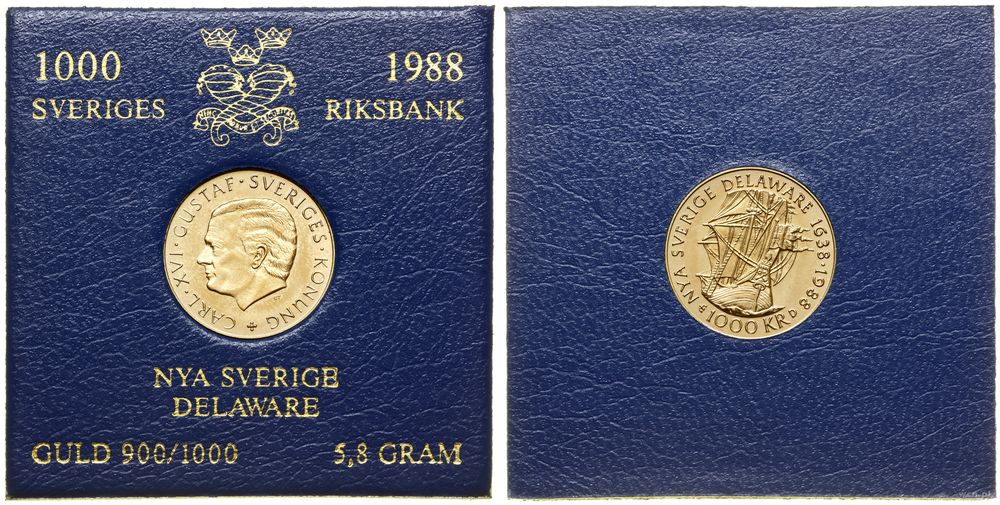 1000
1988
SVERIGES
RIKSBANK
CARL·XVI·GUSTAF·SVERIGES·KONUNG
NYA SVERIGE
DELAWARE
GULD 900/1000
5,8 GRAM
NYA SVERIGE DELAWARE 1638·1988
B 1000 KR D